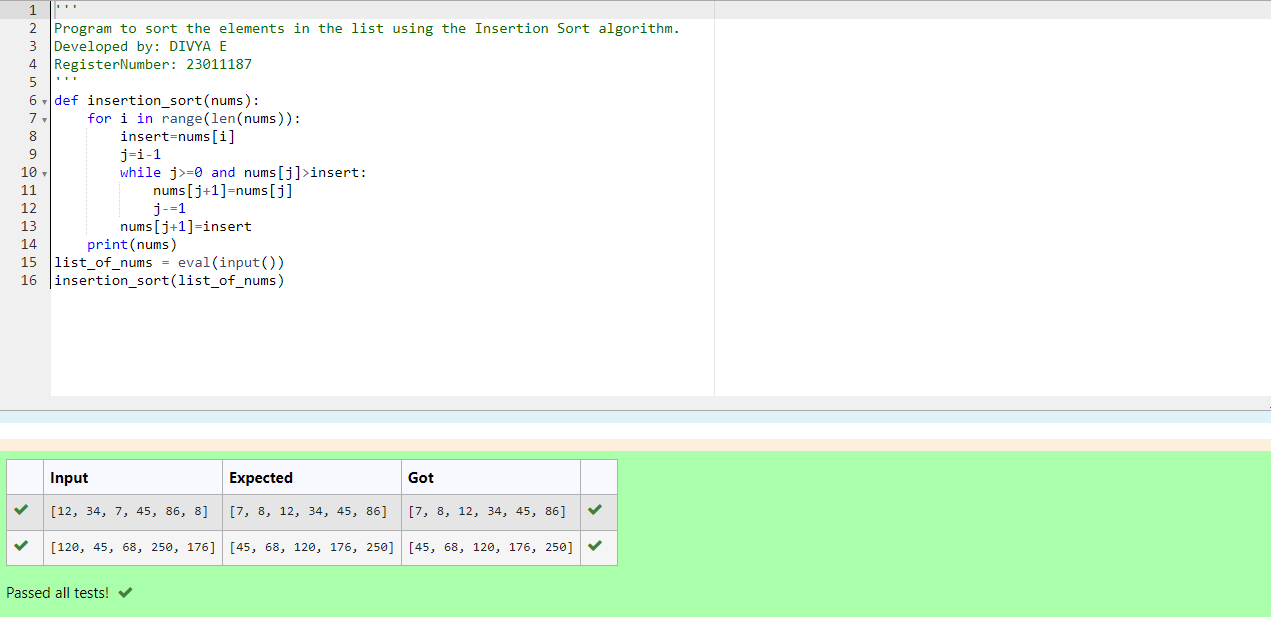 1 '''
2 Program to sort the elements in the list using the Insertion Sort algorithm.
3 Developed by: DIVYA E
4 RegisterNumber: 23011187
5 '''
6 def insertion_sort(nums):
7     for i in range(len(nums)):
8         insert=nums[i]
9         j=i-1
10         while j>=0 and nums[j]>insert:
11             nums[j+1]=nums[j]
12             j-=1
13         nums[j+1]=insert
14     print(nums)
15 list_of_nums = eval(input())
16 insertion_sort(list_of_nums)
Input Expected Got
[12, 34, 7, 45, 86, 8] [7, 8, 12, 34, 45, 86] [7, 8, 12, 34, 45, 86]
[120, 45, 68, 250, 176] [45, 68, 120, 176, 250] [45, 68, 120, 176, 250]
Passed all tests!